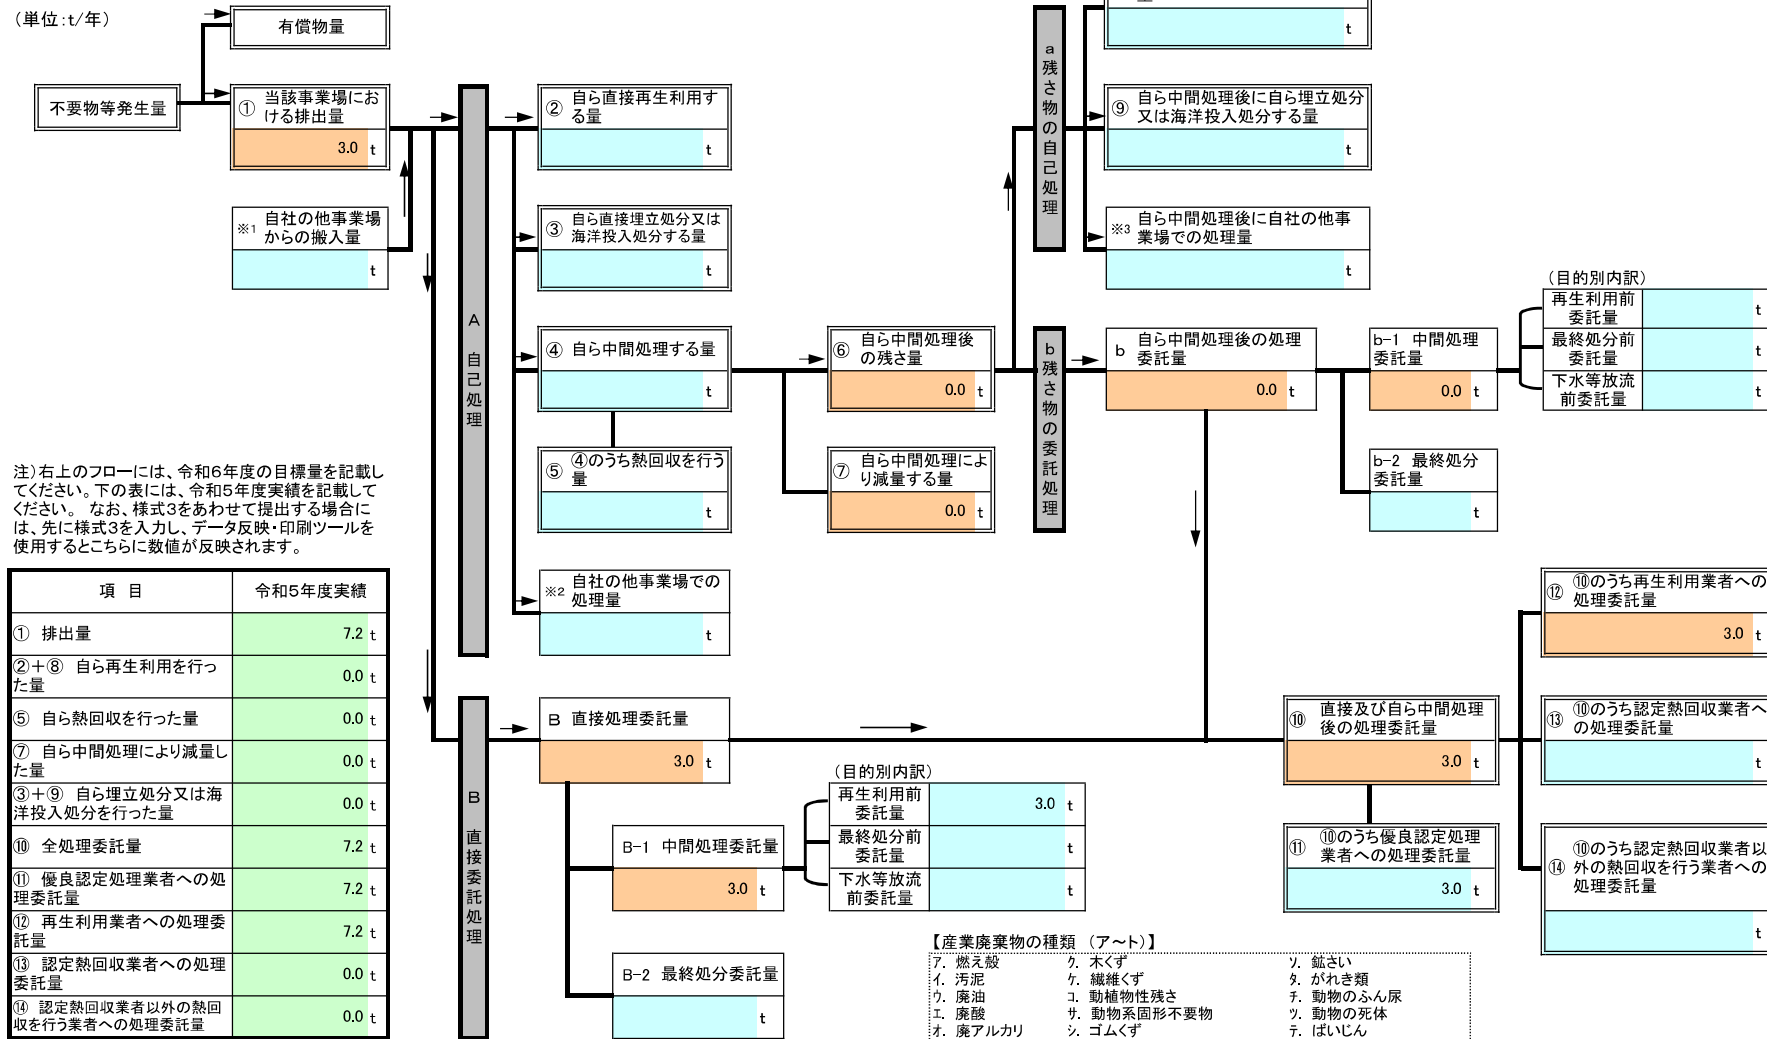 (単位:t/年)
有償物量
不要物等発生量
① 当該事業場にお
ける排出量
3.0 t
※1 自社の他事業場
からの搬入量
t
A 自己処理
② 自ら直接再生利用す
る量
t
③ 自ら直接埋立処分又は
海洋投入処分する量
t
④ 自ら中間処理する量
t
⑤ ④のうち熱回収を行う
量
t
※2 自社の他事業場での
処理量
t
⑥ 自ら中間処理後
の残さ量
0.0 t
⑦ 自ら中間処理によ
り減量する量
0.0 t
a 残さ物の自己処理
t
⑨ 自ら中間処理後に自ら埋立処分
又は海洋投入処分する量
t
※3 自ら中間処理後に自社の他事
業場での処理量
t
b 残さ物の委託処理
b 自ら中間処理後の処理
委託量
0.0 t
b-1 中間処理
委託量
0.0 t
b-2 最終処分
委託量
t
(目的別内訳)
再生利用前
委託量
t
最終処分前
委託量
t
下水等放流
前委託量
t
注)右上のフローには、令和6年度の目標量を記載し
てください。下の表には、令和5年度実績を記載して
ください。 なお、様式3をあわせて提出する場合に
は、先に様式3を入力し、データ反映・印刷ツールを
使用するとこちらに数値が反映されます。
項 目 令和5年度実績
① 排出量 7.2 t
②+⑧ 自ら再生利用を行っ
た量 0.0 t
⑤ 自ら熱回収を行った量 0.0 t
⑦ 自ら中間処理により減量し
た量 0.0 t
③+⑨ 自ら埋立処分又は海
洋投入処分を行った量 0.0 t
⑩ 全処理委託量 7.2 t
⑪ 優良認定処理業者への処
理委託量 7.2 t
⑫ 再生利用業者への処理委
託量 7.2 t
⑬ 認定熱回収業者への処理
委託量 0.0 t
⑭ 認定熱回収業者以外の熱回
収を行う業者への処理委託量 0.0 t
B 直接委託処理
B 直接処理委託量
3.0 t
B-1 中間処理委託量
3.0 t
B-2 最終処分委託量
t
(目的別内訳)
再生利用前
委託量
3.0 t
最終処分前
委託量
t
下水等放流
前委託量
t
⑩ 直接及び自ら中間処理
後の処理委託量
3.0 t
⑪ ⑩のうち優良認定処理
業者への処理委託量
3.0 t
⑫ ⑩のうち再生利用業者への
処理委託量
3.0 t
⑬ ⑩のうち認定熱回収業者へ
の処理委託量
t
⑭ ⑩のうち認定熱回収業者以
外の熱回収を行う業者への
処理委託量
t
【産業廃棄物の種類 (ア~ト)】
ア. 燃え殻 ク. 木くず ソ. 鉱さい
イ. 汚泥 ケ. 繊維くず タ. がれき類
ウ. 廃油 コ. 動植物性残さ チ. 動物のふん尿
エ. 廃酸 サ. 動物系固形不要物 ツ. 動物の死体
オ. 廃アルカリ シ. ゴムくず テ. ばいじん